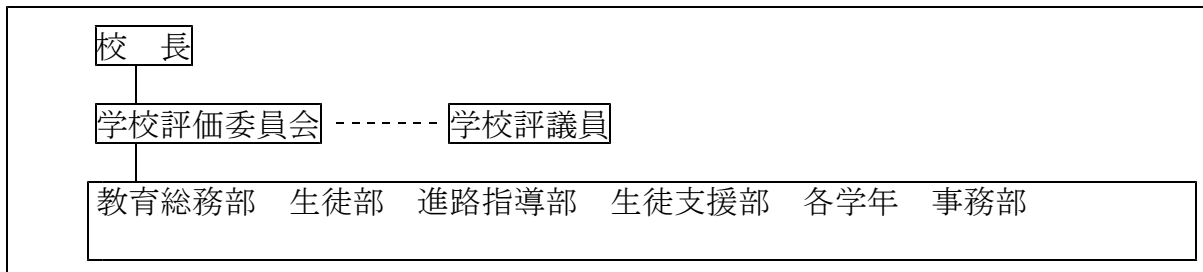 校　長
学校評価委員会 ------- 学校評議員
教育総務部　生徒部　進路指導部　生徒支援部　各学年　事務部